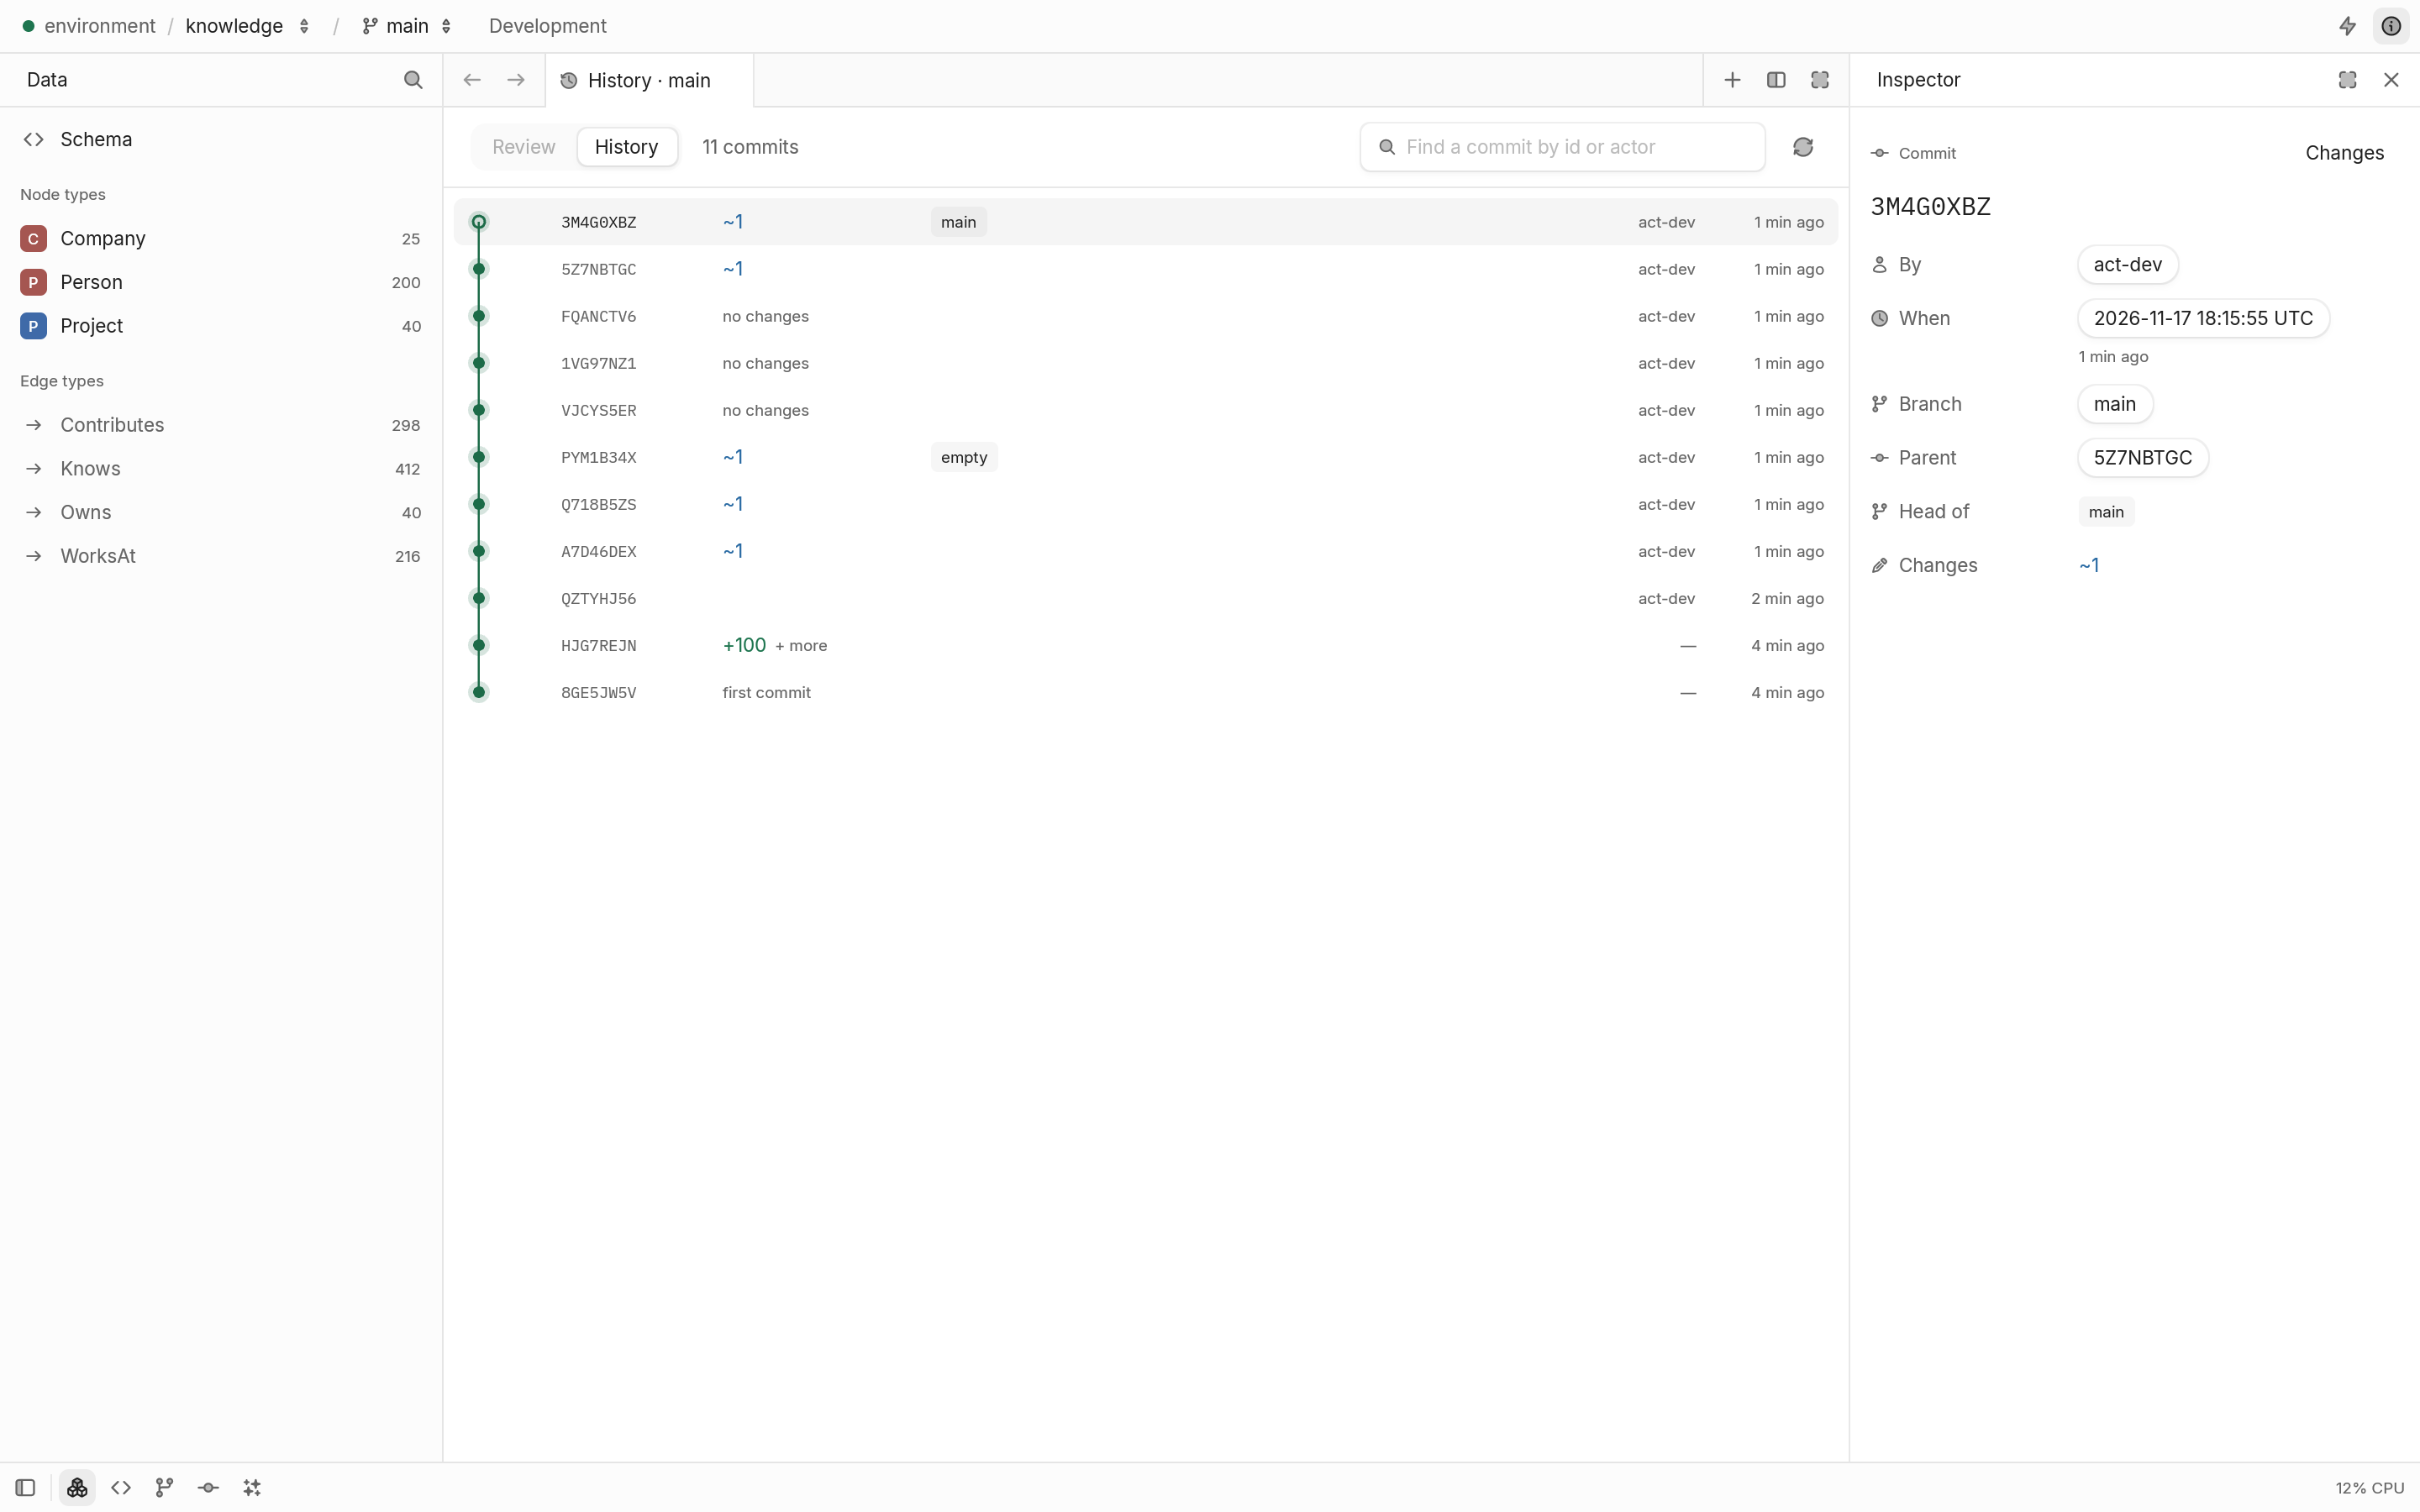 environment / knowledge / main Development
Data
History · main
Inspector
Schema
Node types
C Company 25
P Person 200
P Project 40
Edge types
Contributes 298
Knows 412
Owns 40
WorksAt 216
Review History 11 commits Find a commit by id or actor
3M4G0XBZ ~1 main act-dev 1 min ago
5Z7NBTGC ~1 act-dev 1 min ago
FQANCTV6 no changes act-dev 1 min ago
1VG97NZ1 no changes act-dev 1 min ago
VJCYS5ER no changes act-dev 1 min ago
PYM1B34X ~1 empty act-dev 1 min ago
Q718B5ZS ~1 act-dev 1 min ago
A7D46DEX ~1 act-dev 1 min ago
QZTYHJ56 act-dev 2 min ago
HJG7REJN +100 + more — 4 min ago
8GE5JW5V first commit — 4 min ago
Commit Changes
3M4G0XBZ
By act-dev
When 2026-11-17 18:15:55 UTC
1 min ago
Branch main
Parent 5Z7NBTGC
Head of main
Changes ~1
12% CPU